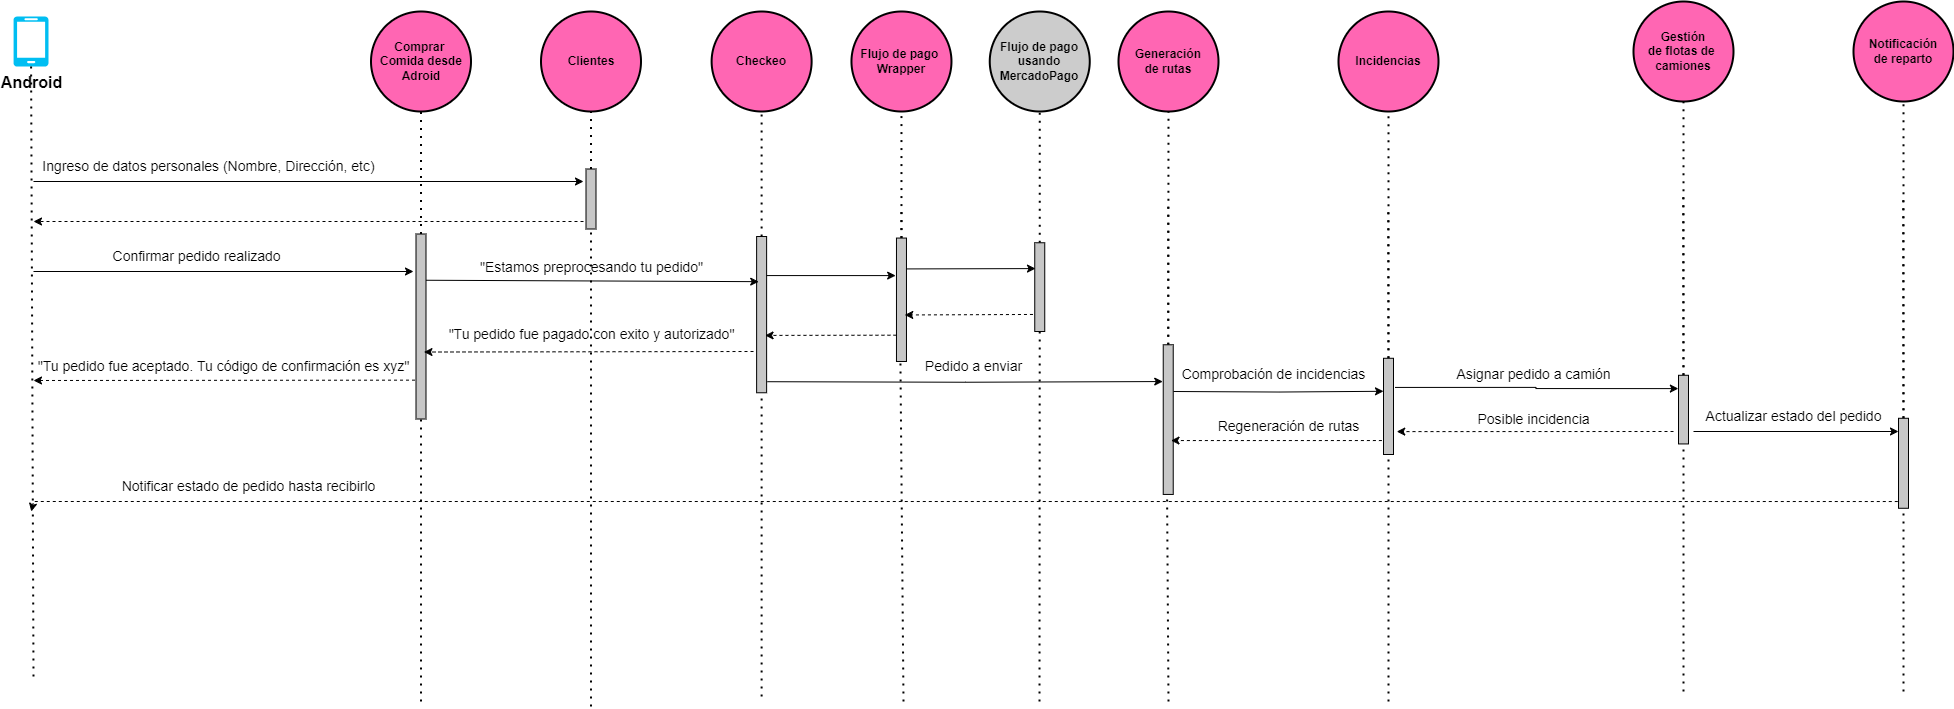 Android
Comprar
Comida desde
Adroid
Clientes
Checkeo
Flujo de pago
Wrapper
Flujo de pago
usando
MercadoPago
Generación
de rutas
Incidencias
Gestión
de flotas de
camiones
Notificación
de reparto
Ingreso de datos personales (Nombre, Dirección, etc)
Confirmar pedido realizado
"Estamos preprocesando tu pedido"
"Tu pedido fue pagado con exito y autorizado"
"Tu pedido fue aceptado. Tu código de confirmación es xyz"
Pedido a enviar
Comprobación de incidencias
Asignar pedido a camión
Regeneración de rutas
Posible incidencia
Actualizar estado del pedido
Notificar estado de pedido hasta recibirlo